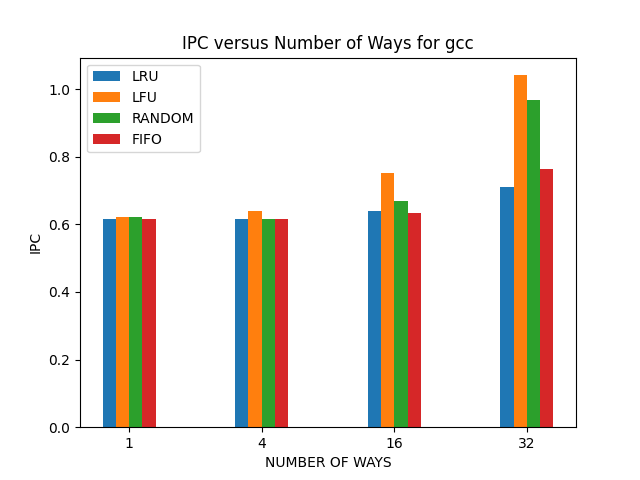 IPC versus Number of Ways for gcc
LRU
LFU
RANDOM
FIFO
1.0
0.8
0.6
0.4
0.2
0.0
IPC
1 4 16 32
NUMBER OF WAYS